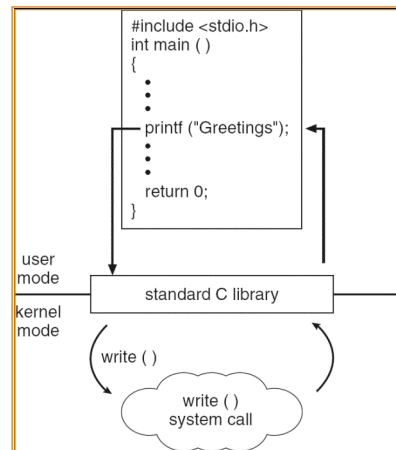 #include <stdio.h>
int main ( )
{
•
•
•
printf ("Greetings");
•
•
•
return 0;
}
user
mode
standard C library
kernel
mode
write ( )
write ( )
system call